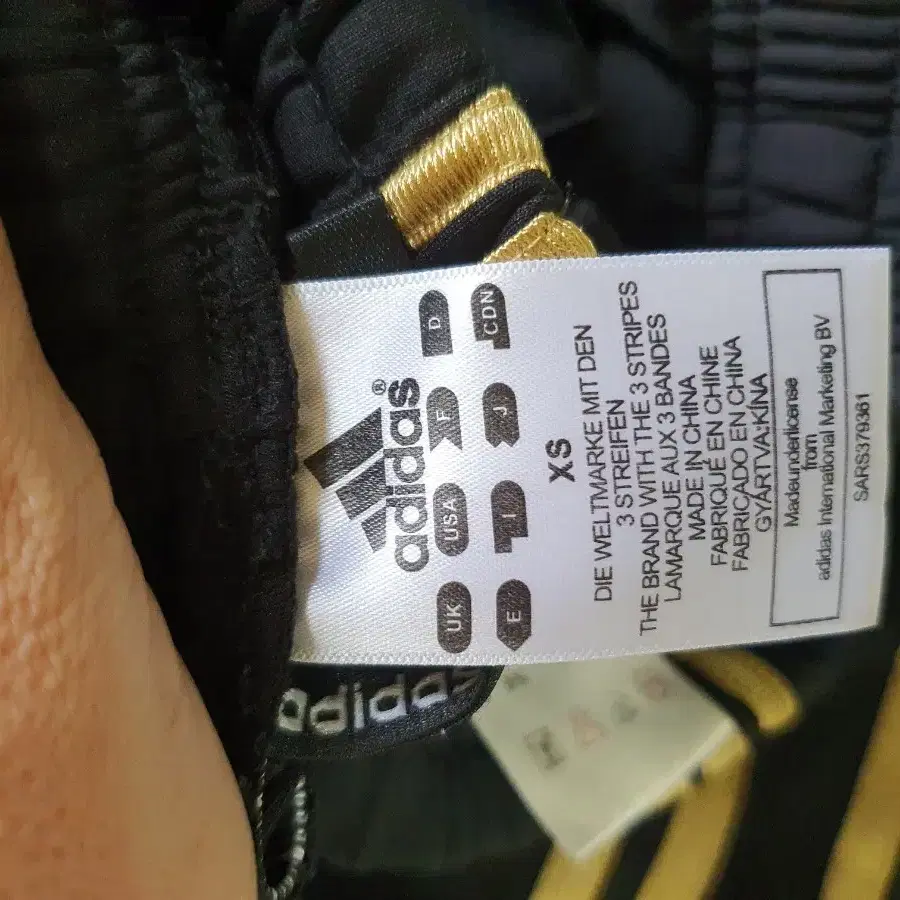 adidas®
UK USA F D
E I J CDN
XS
DIE WELTMARKE MIT DEN
3 STREIFEN
THE BRAND WITH THE 3 STRIPES
LAMARQUE AUX 3 BANDES
MADE IN CHINA
FABRIQUÉ EN CHINE
FABRICADO EN CHINA
GYÁRTVA:KÍNA
Madeunderlicense
from
adidas International Marketing BV
SARS379361
adidas